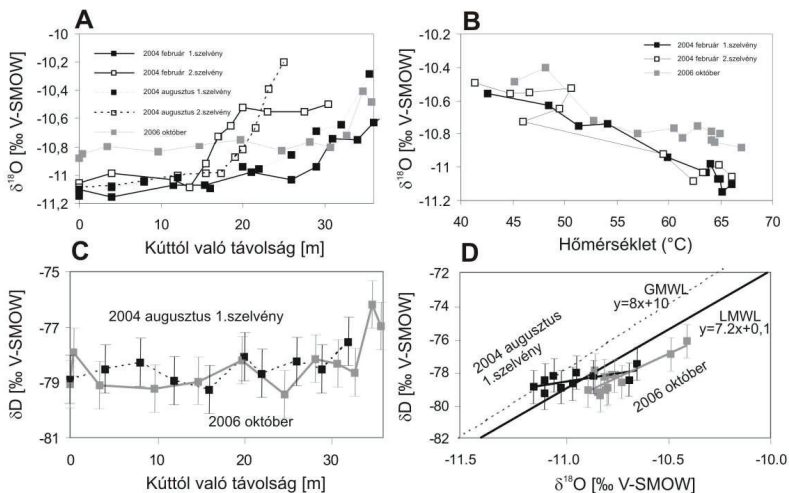 A
δ18O [‰ V-SMOW]
-10
-10,2
-10,4
-10,6
-10,8
-11
-11,2
2004 február 1.szelvény
2004 február 2.szelvény
2004 augusztus 1.szelvény
2004 augusztus 2.szelvény
2006 október
0 10 20 30
Kúttól való távolság [m]
B
δ18O [‰ V-SMOW]
-10,2
-10,4
-10,6
-10,8
-11
-11.2
2004 február 1.szelvény
2004 február 2.szelvény
2006 október
40 45 50 55 60 65 70
Hőmérséklet (°C)
C
δD [‰ V-SMOW]
-75
-77
-79
-81
2004 augusztus 1.szelvény
2006 október
0 10 20 30
Kúttól való távolság [m]
D
δD [‰ V-SMOW]
-72
-74
-76
-78
-80
-82
GMWL
y=8x+10
LMWL
y=7.2x+0,1
2004 augusztus
1.szelvény
2006 október
-11.5 -11.0 -10.5 -10.0
δ18O [‰ V-SMOW]